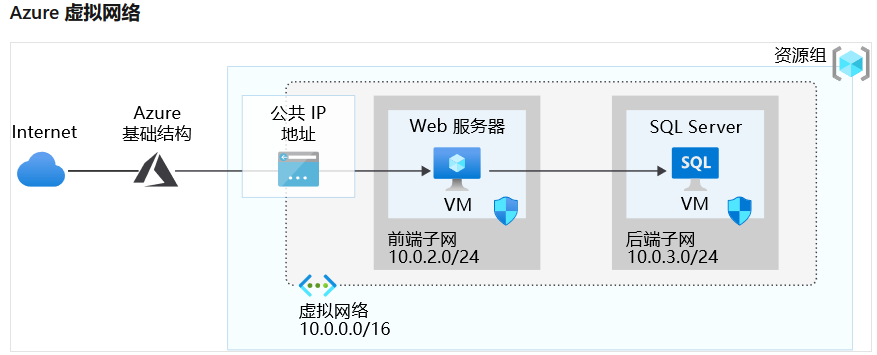 Azure 虚拟网络
资源组
Internet
Azure
基础结构
公共 IP
地址
Web 服务器
VM
前端子网
10.0.2.0/24
SQL Server
SQL
VM
后端子网
10.0.3.0/24
虚拟网络
10.0.0.0/16